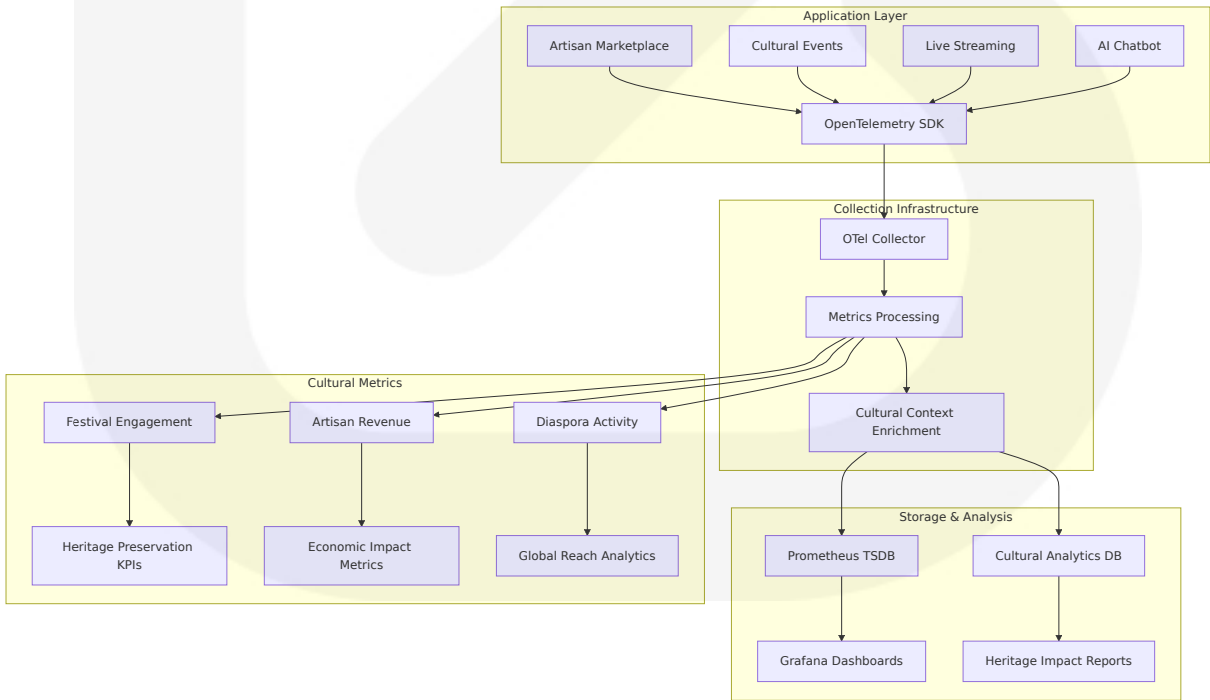 Application Layer
Artisan Marketplace
Cultural Events
Live Streaming
AI Chatbot
OpenTelemetry SDK
Collection Infrastructure
OTel Collector
Metrics Processing
Cultural Context
Enrichment
Cultural Metrics
Festival Engagement
Artisan Revenue
Diaspora Activity
Heritage Preservation
KPIs
Economic Impact
Metrics
Global Reach Analytics
Storage & Analysis
Prometheus TSDB
Cultural Analytics DB
Grafana Dashboards
Heritage Impact Reports